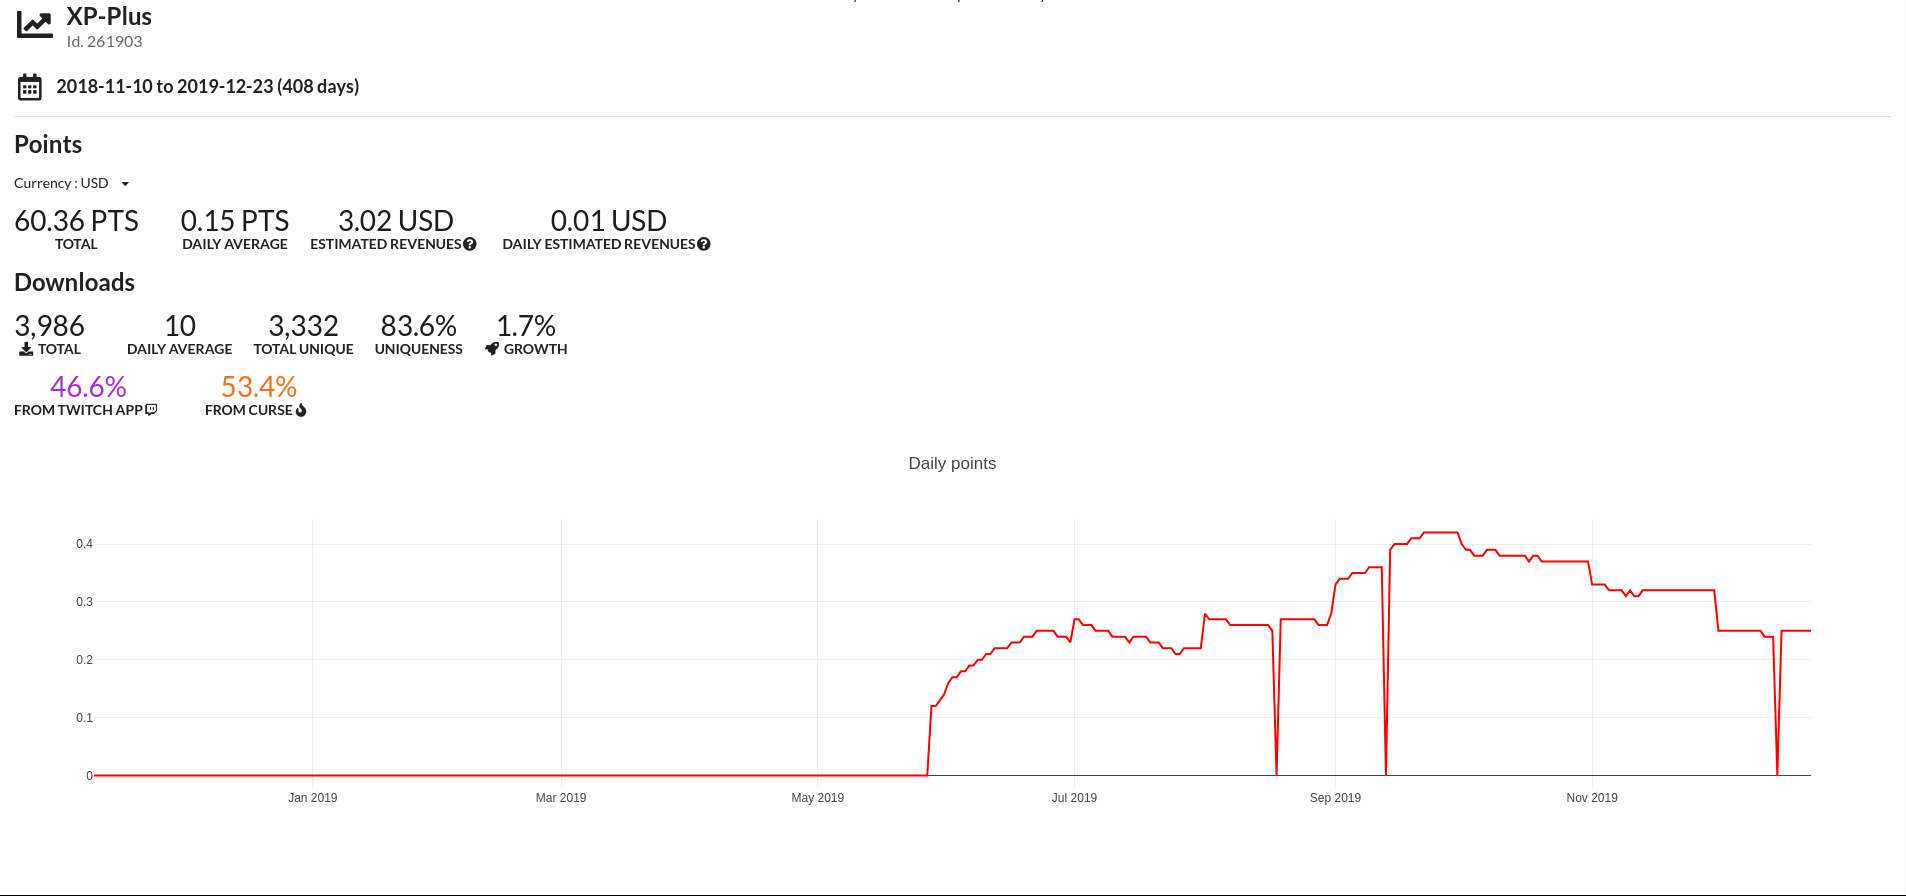 XP-Plus
Id. 261903
2018-11-10 to 2019-12-23 (408 days)
Points
Currency : USD
60.36 PTS 0.15 PTS 3.02 USD 0.01 USD
TOTAL DAILY AVERAGE ESTIMATED REVENUES DAILY ESTIMATED REVENUES
Downloads
3,986 10 3,332 83.6% 1.7%
TOTAL DAILY AVERAGE TOTAL UNIQUE UNIQUENESS GROWTH
46.6% 53.4%
FROM TWITCH APP FROM CURSE
Daily points
0.4
0.3
0.2
0.1
0
Jan 2019 Mar 2019 May 2019 Jul 2019 Sep 2019 Nov 2019